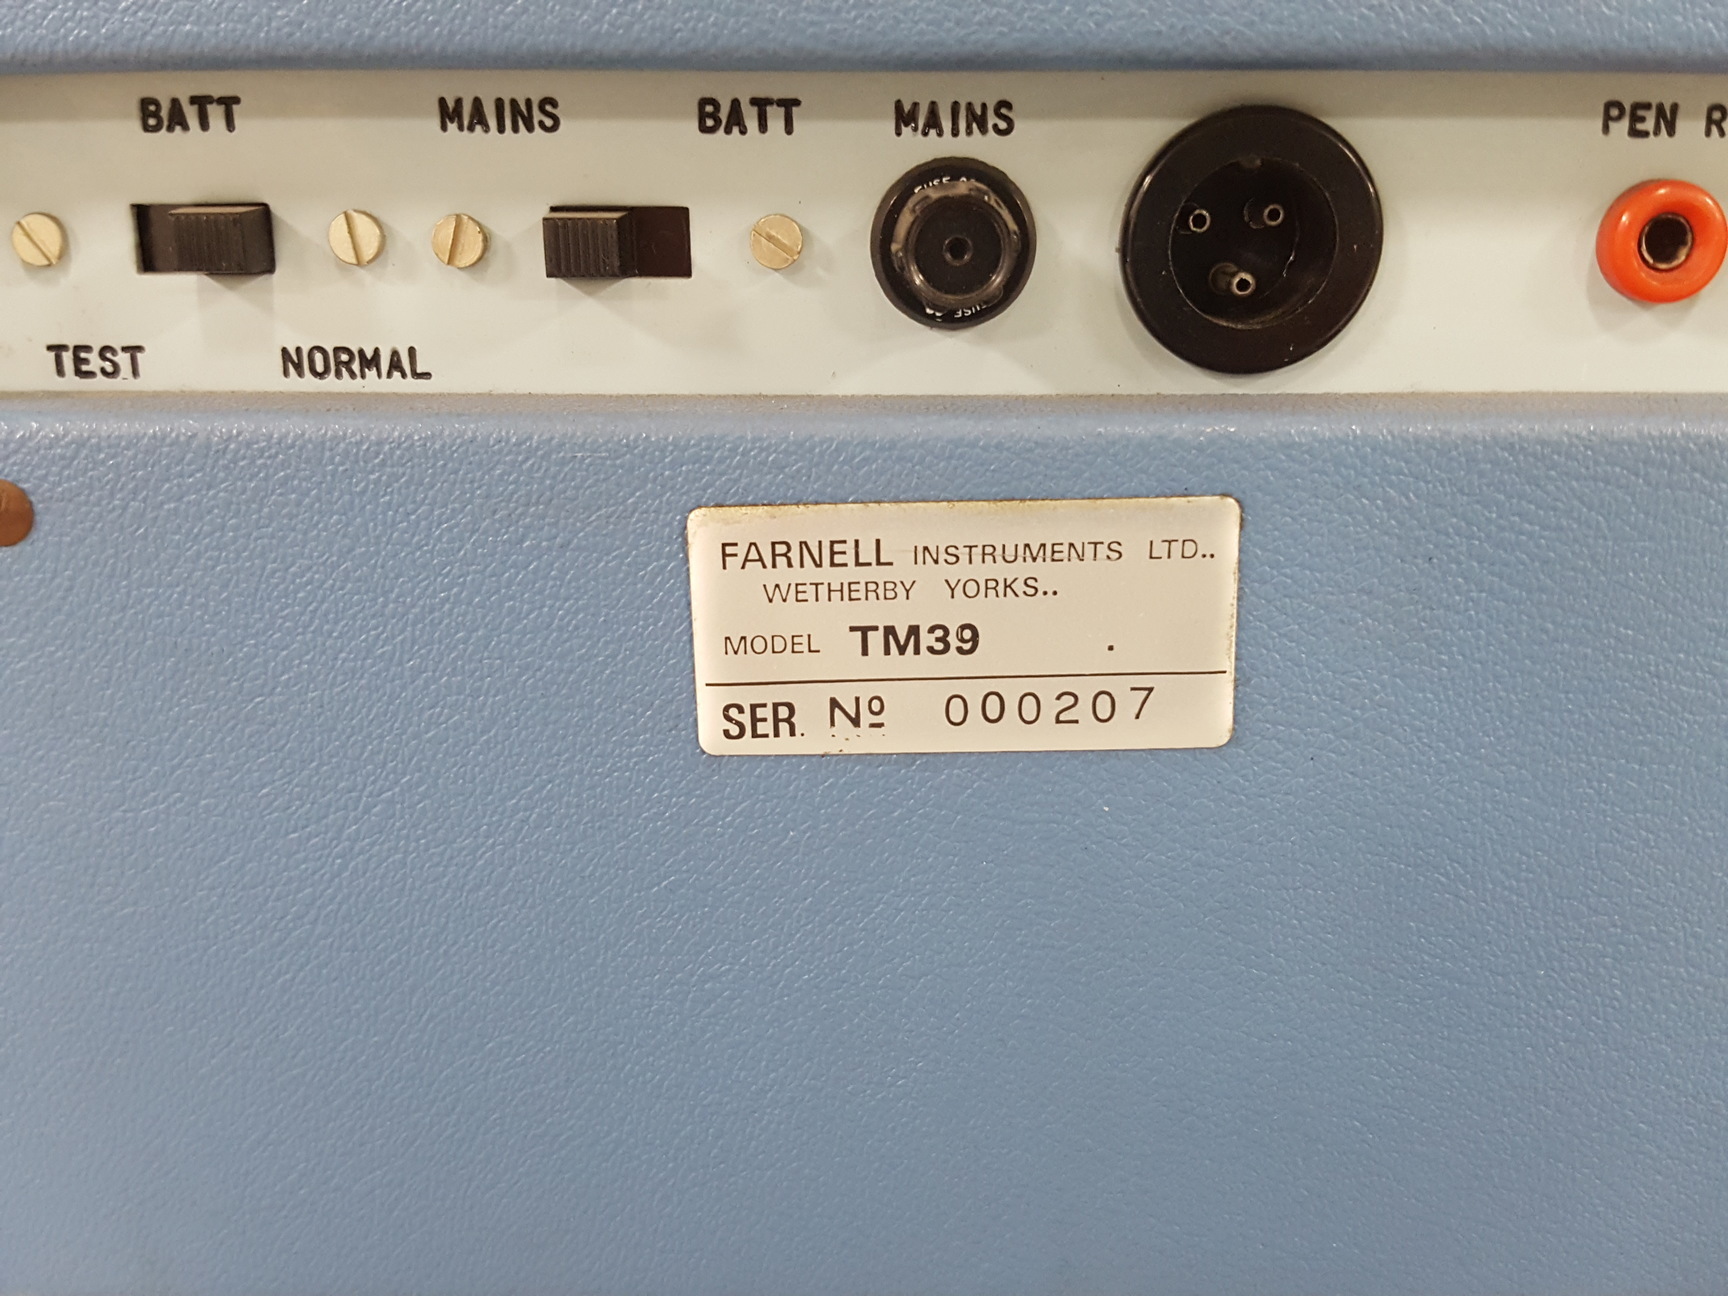 BATT MAINS BATT MAINS PEN R
TEST NORMAL
FARNELL INSTRUMENTS LTD..
WETHERBY YORKS..
MODEL TM39 .
SER. Nº 000207